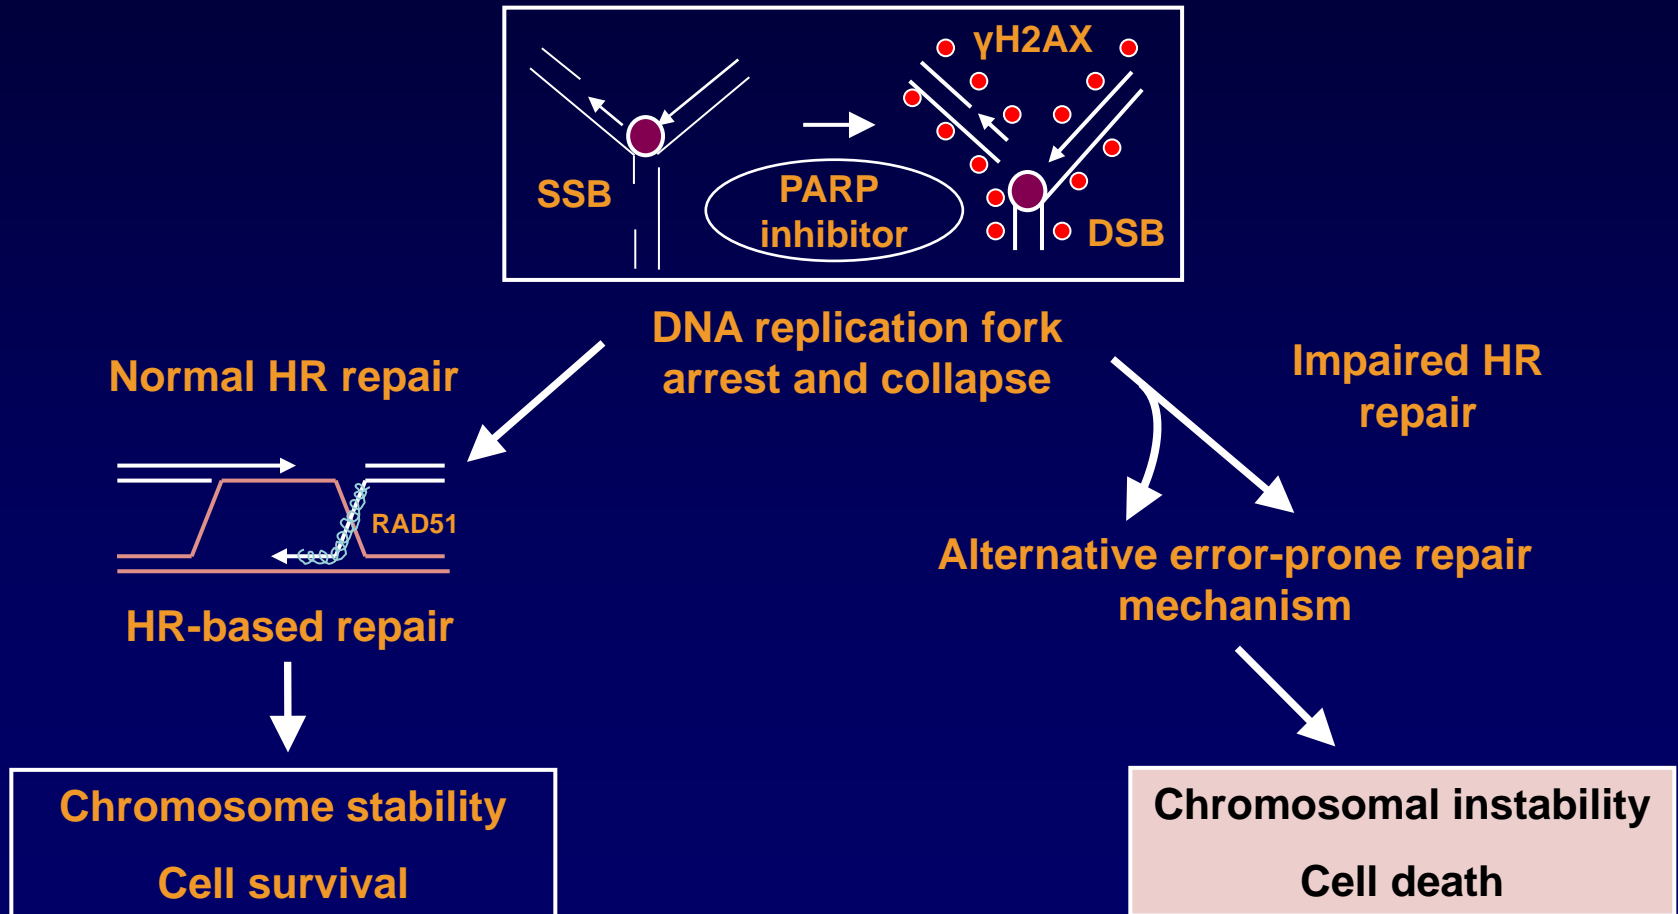 γH2AX
SSB
PARP
inhibitor
DSB
DNA replication fork
arrest and collapse
Normal HR repair
Impaired HR
repair
RAD51
HR-based repair
Alternative error-prone repair
mechanism
Chromosome stability
Cell survival
Chromosomal instability
Cell death